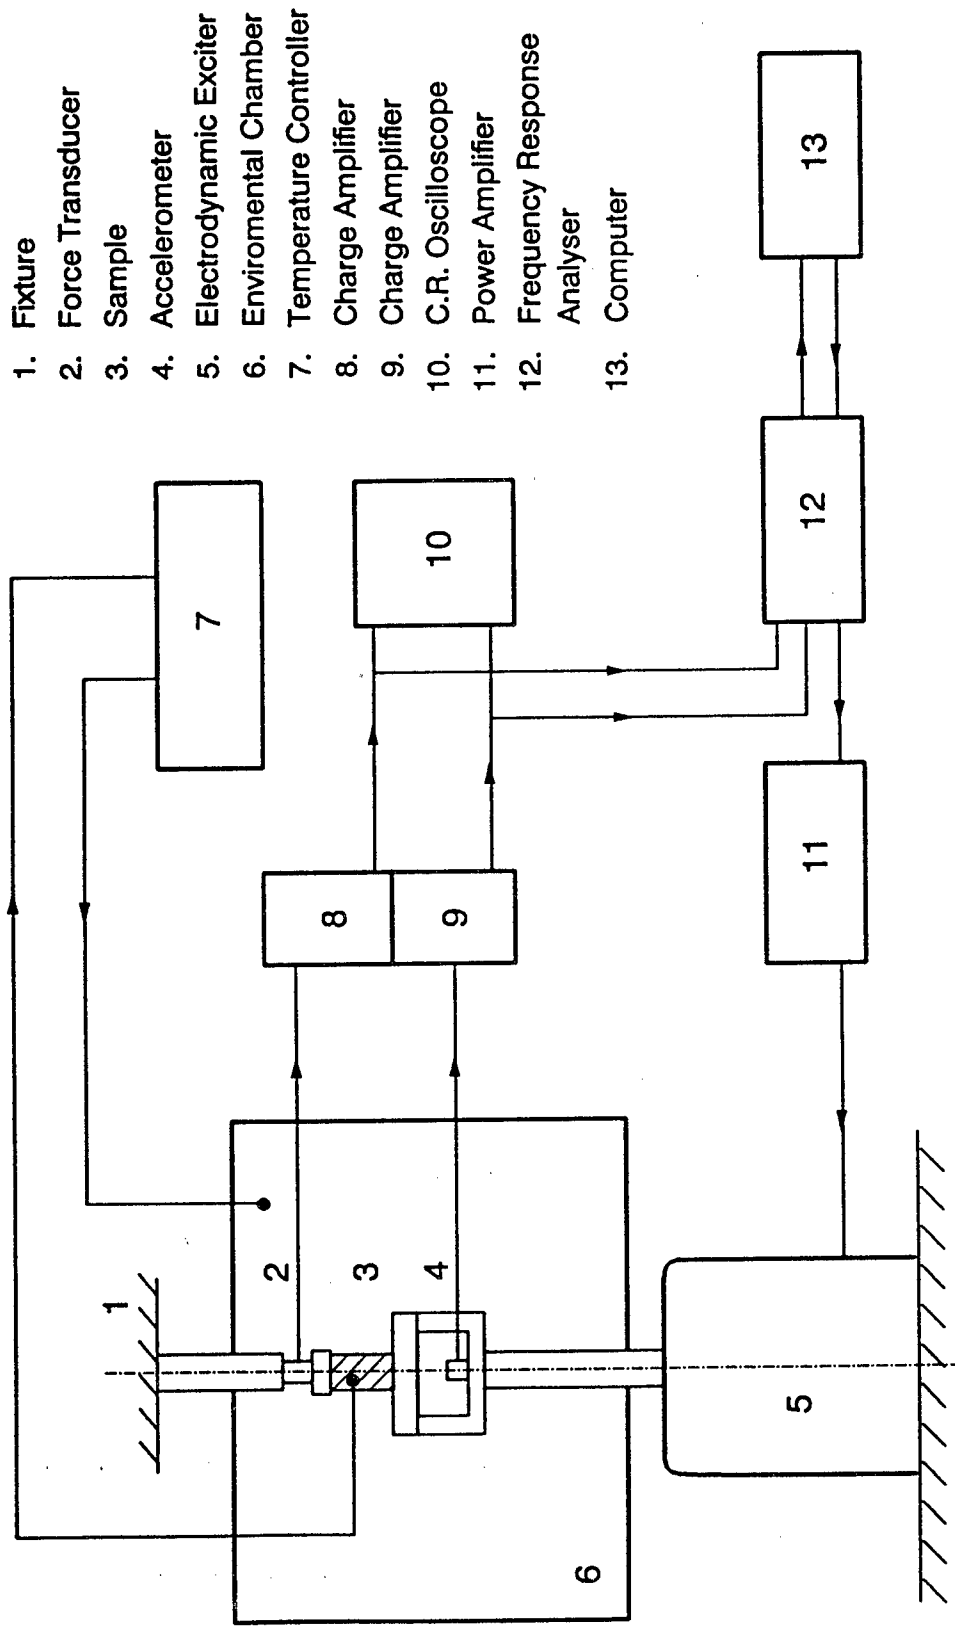 1. Fixture
2. Force Transducer
3. Sample
4. Accelerometer
5. Electrodynamic Exciter
6. Enviromental Chamber
7. Temperature Controller
8. Charge Amplifier
9. Charge Amplifier
10. C.R. Oscilloscope
11. Power Amplifier
12. Frequency Response
Analyser
13. Computer
1
2
3
4
5
6
7
8
9
10
11
12
13